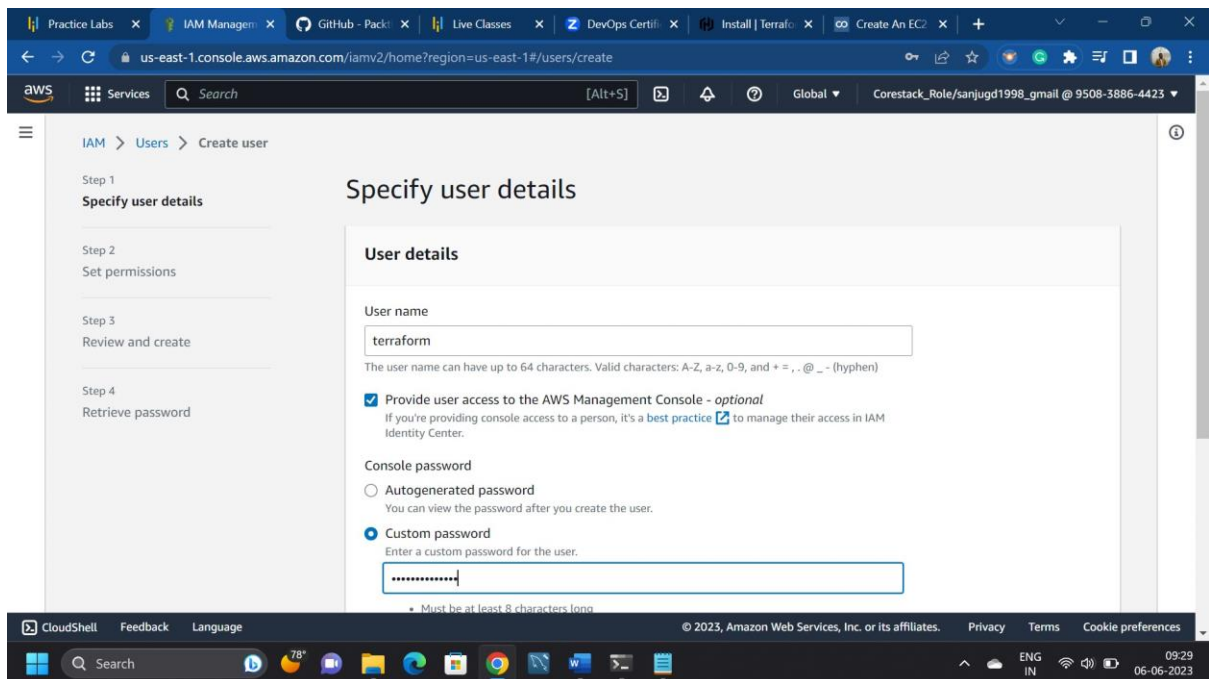 Practice Labs
IAM Managem
GitHub - Packt
Live Classes
DevOps Certifi
Install | Terrafo
Create An EC2
us-east-1.console.aws.amazon.com/iamv2/home?region=us-east-1#/users/create
aws
Services
Search
[Alt+S]
Global
Corestack_Role/sanjugd1998_gmail @ 9508-3886-4423
IAM > Users > Create user
Step 1
Specify user details
Step 2
Set permissions
Step 3
Review and create
Step 4
Retrieve password
Specify user details
User details
User name
terraform
The user name can have up to 64 characters. Valid characters: A-Z, a-z, 0-9, and + = , . @ _ - (hyphen)
Provide user access to the AWS Management Console - optional
If you're providing console access to a person, it's a best practice to manage their access in IAM
Identity Center.
Console password
Autogenerated password
You can view the password after you create the user.
Custom password
Enter a custom password for the user.
••••••••••••••
• Must be at least 8 characters long
CloudShell
Feedback
Language
© 2023, Amazon Web Services, Inc. or its affiliates.
Privacy
Terms
Cookie preferences
Search
78°
ENG
IN
09:29
06-06-2023